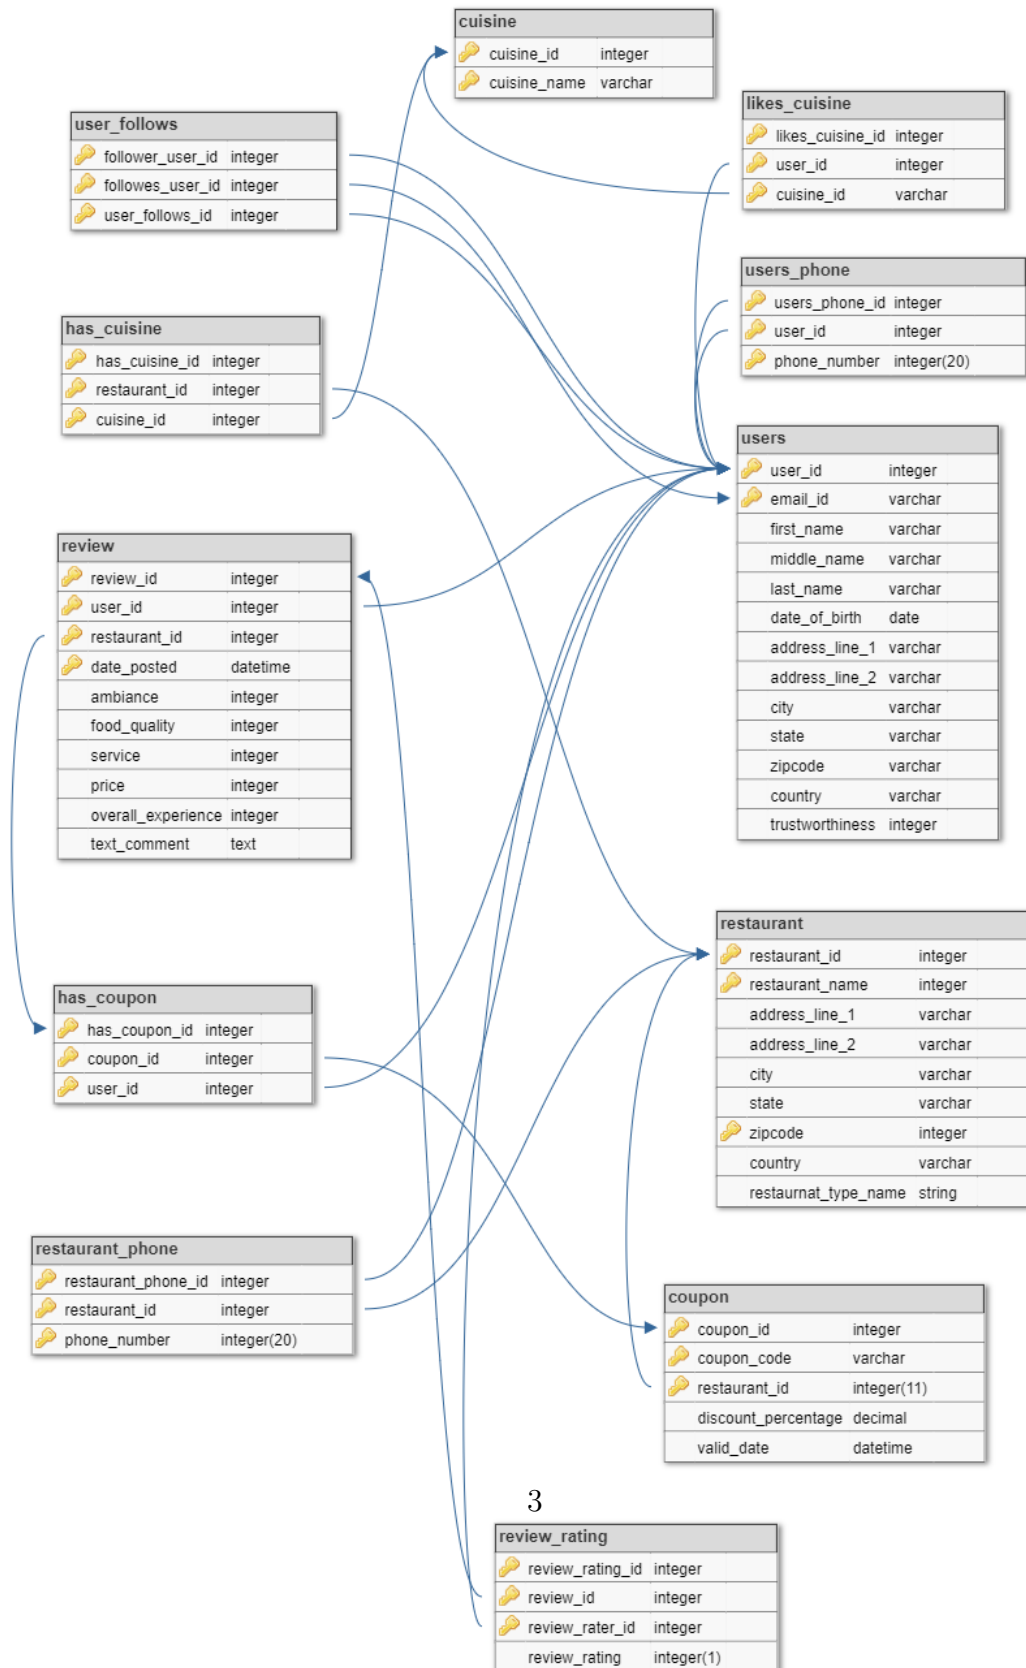 cuisine
cuisine_id integer
cuisine_name varchar
likes_cuisine
likes_cuisine_id integer
user_id integer
cuisine_id varchar
user_follows
follower_user_id integer
followes_user_id integer
user_follows_id integer
users_phone
users_phone_id integer
user_id integer
phone_number integer(20)
has_cuisine
has_cuisine_id integer
restaurant_id integer
cuisine_id integer
users
user_id integer
email_id varchar
first_name varchar
middle_name varchar
last_name varchar
date_of_birth date
address_line_1 varchar
address_line_2 varchar
city varchar
state varchar
zipcode varchar
country varchar
trustworthiness integer
review
review_id integer
user_id integer
restaurant_id integer
date_posted datetime
ambiance integer
food_quality integer
service integer
price integer
overall_experience integer
text_comment text
restaurant
restaurant_id integer
restaurant_name integer
address_line_1 varchar
address_line_2 varchar
city varchar
state varchar
zipcode integer
country varchar
restaurnat_type_name string
has_coupon
has_coupon_id integer
coupon_id integer
user_id integer
restaurant_phone
restaurant_phone_id integer
restaurant_id integer
phone_number integer(20)
coupon
coupon_id integer
coupon_code varchar
restaurant_id integer(11)
discount_percentage decimal
valid_date datetime
3
review_rating
review_rating_id integer
review_id integer
review_rater_id integer
review_rating integer(1)